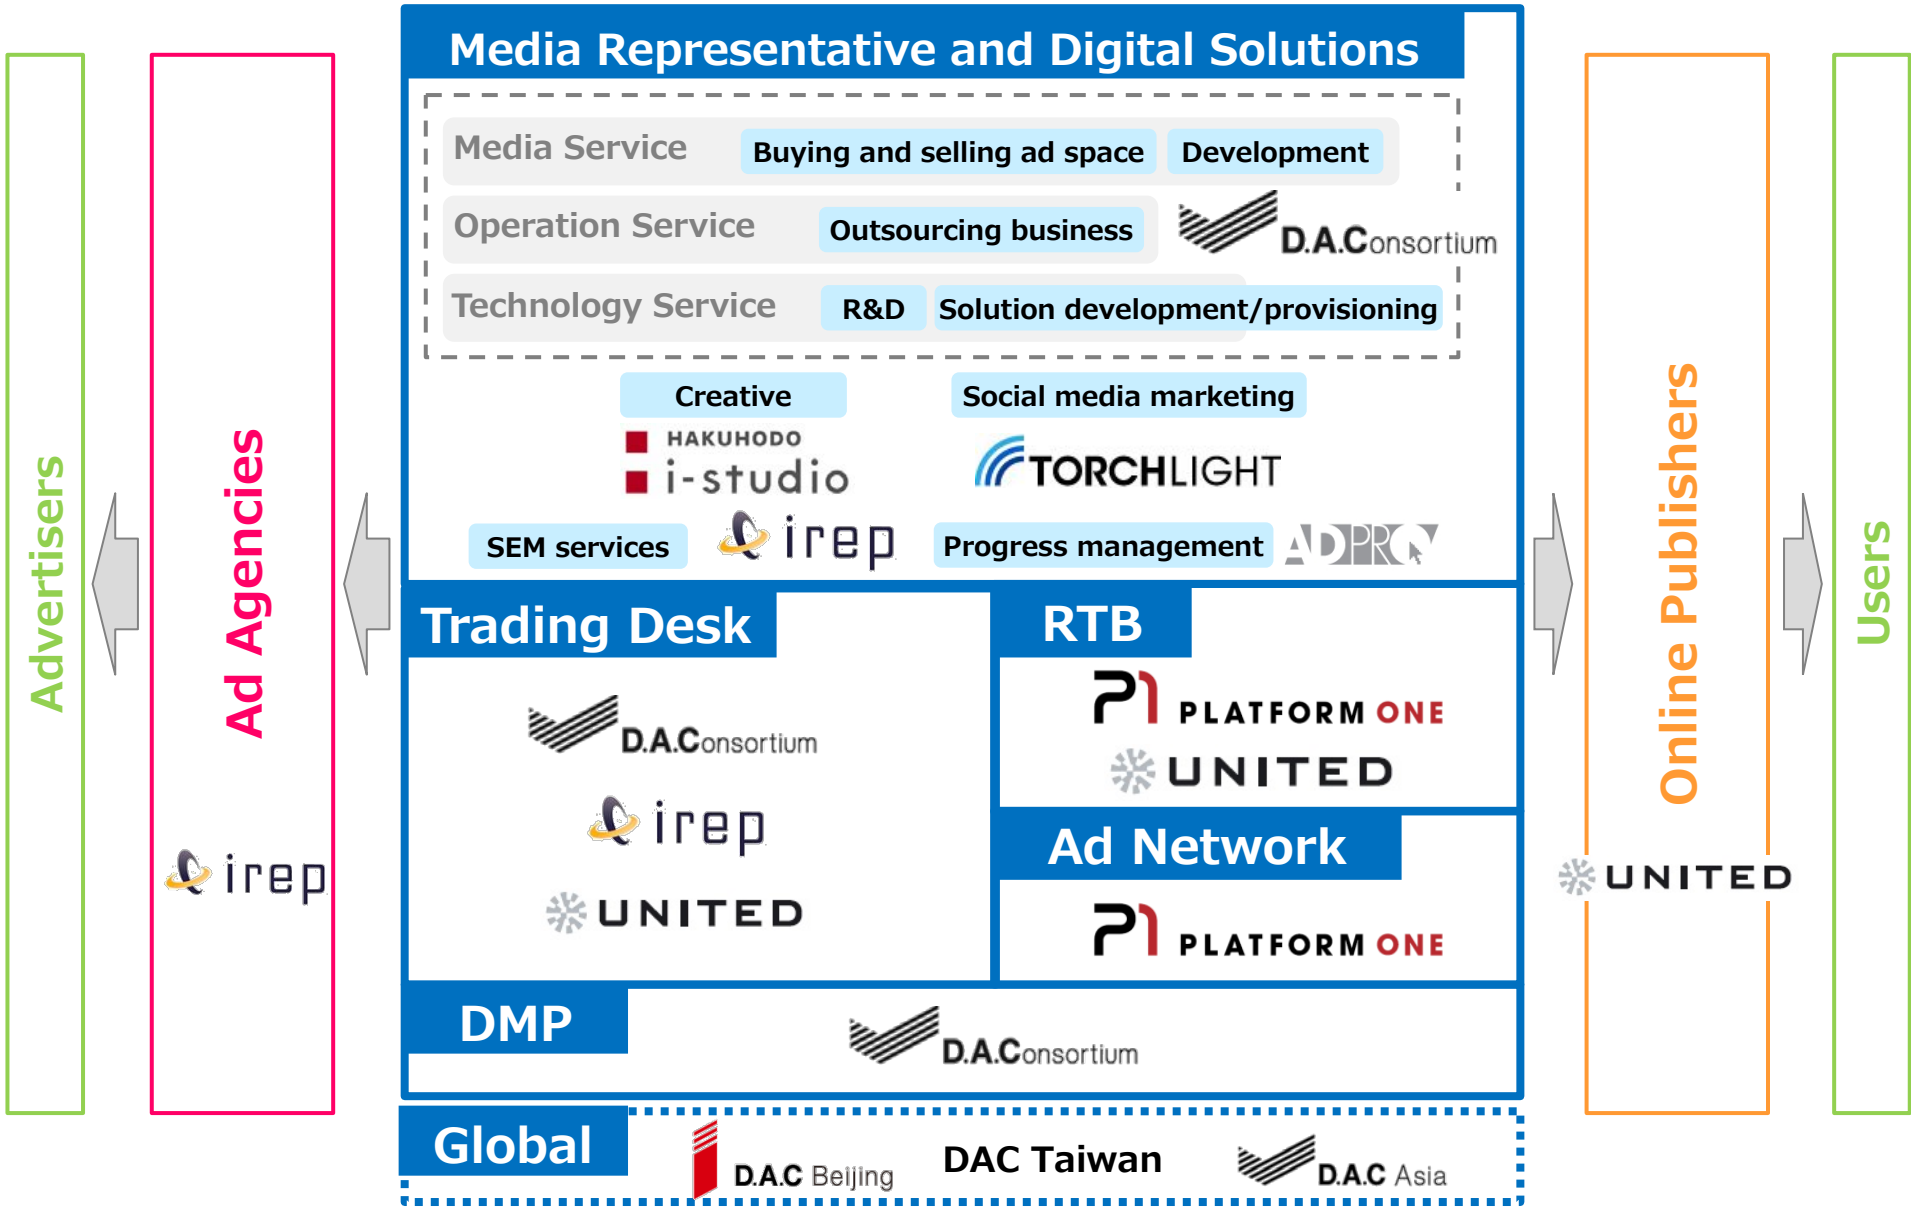 Media Representative and Digital Solutions
Media Service
Buying and selling ad space
Development
Operation Service
Outsourcing business
D.A.Consortium
Technology Service
R&D
Solution development/provisioning
Creative
HAKUHODO
i-studio
Social media marketing
TORCHLIGHT
SEM services
irep
Progress management
ADPRO
Trading Desk
D.A.Consortium
irep
UNITED
RTB
P1 PLATFORM ONE
UNITED
Ad Network
P1 PLATFORM ONE
DMP
D.A.Consortium
Global
D.A.C Beijing
DAC Taiwan
D.A.C Asia
Advertisers
Ad Agencies
irep
Online Publishers
UNITED
Users